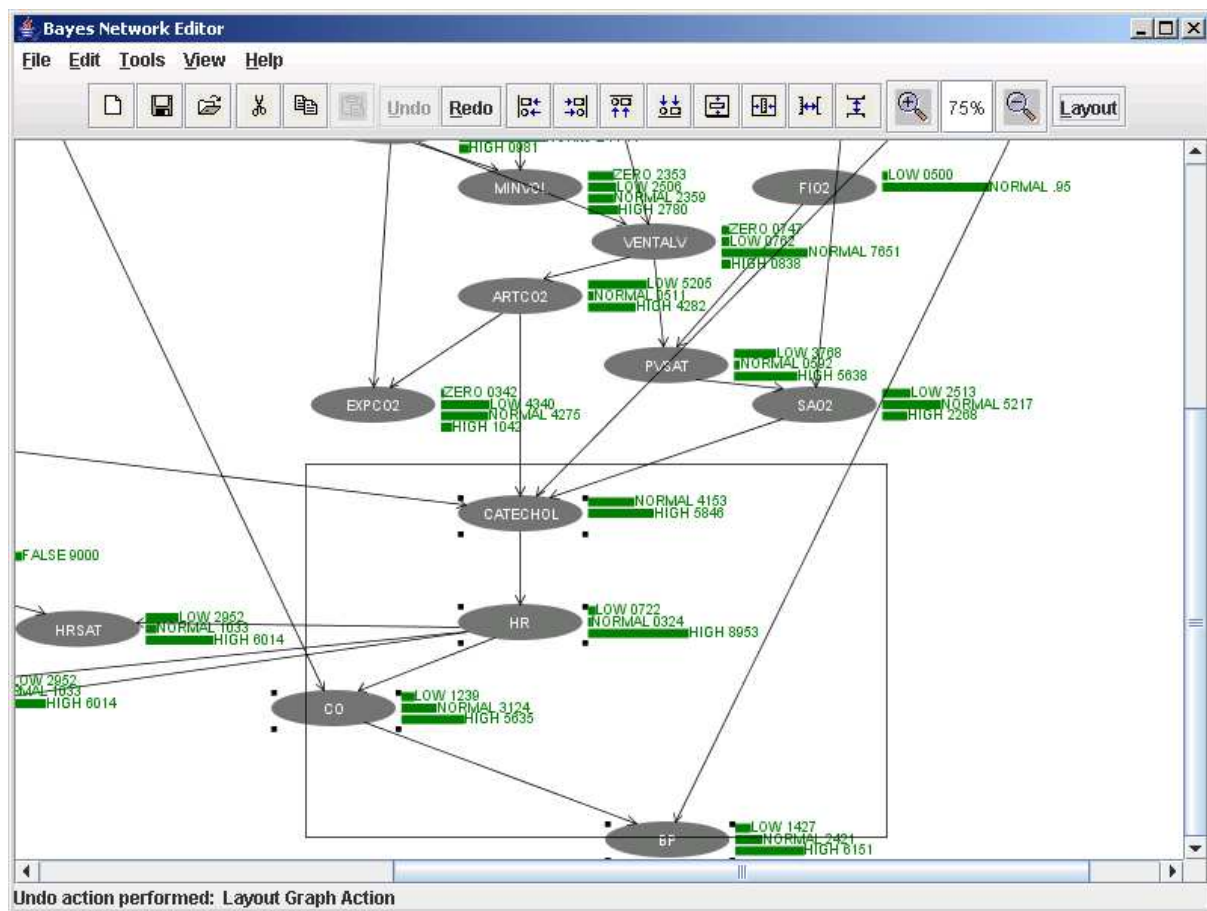 Bayes Network Editor
File Edit Tools View Help
Undo Redo 75% Layout
HIGH 0981
MINVOL
ZERO 2353
LOW 2506
NORMAL 2359
HIGH 2780
FIO2
LOW 0500
NORMAL .95
VENTALV
ZERO 0747
LOW 0762
NORMAL 7651
HIGH 0838
ARTCO2
LOW 5205
NORMAL 0511
HIGH 4282
PVSAT
LOW 3768
NORMAL 0592
HIGH 5638
EXPCO2
ZERO 0342
LOW 4340
NORMAL 4275
HIGH 1042
SAO2
LOW 2513
NORMAL 5217
HIGH 2268
CATECHOL
NORMAL 4153
HIGH 5846
FALSE 9000
HRSAT
LOW 2952
NORMAL 1033
HIGH 6014
HR
LOW 0722
NORMAL 0324
HIGH 8953
LOW 2952
RMAL 1033
HIGH 6014
CO
LOW 1239
NORMAL 3124
HIGH 5635
BP
LOW 1427
NORMAL 2421
HIGH 6151
Undo action performed: Layout Graph Action